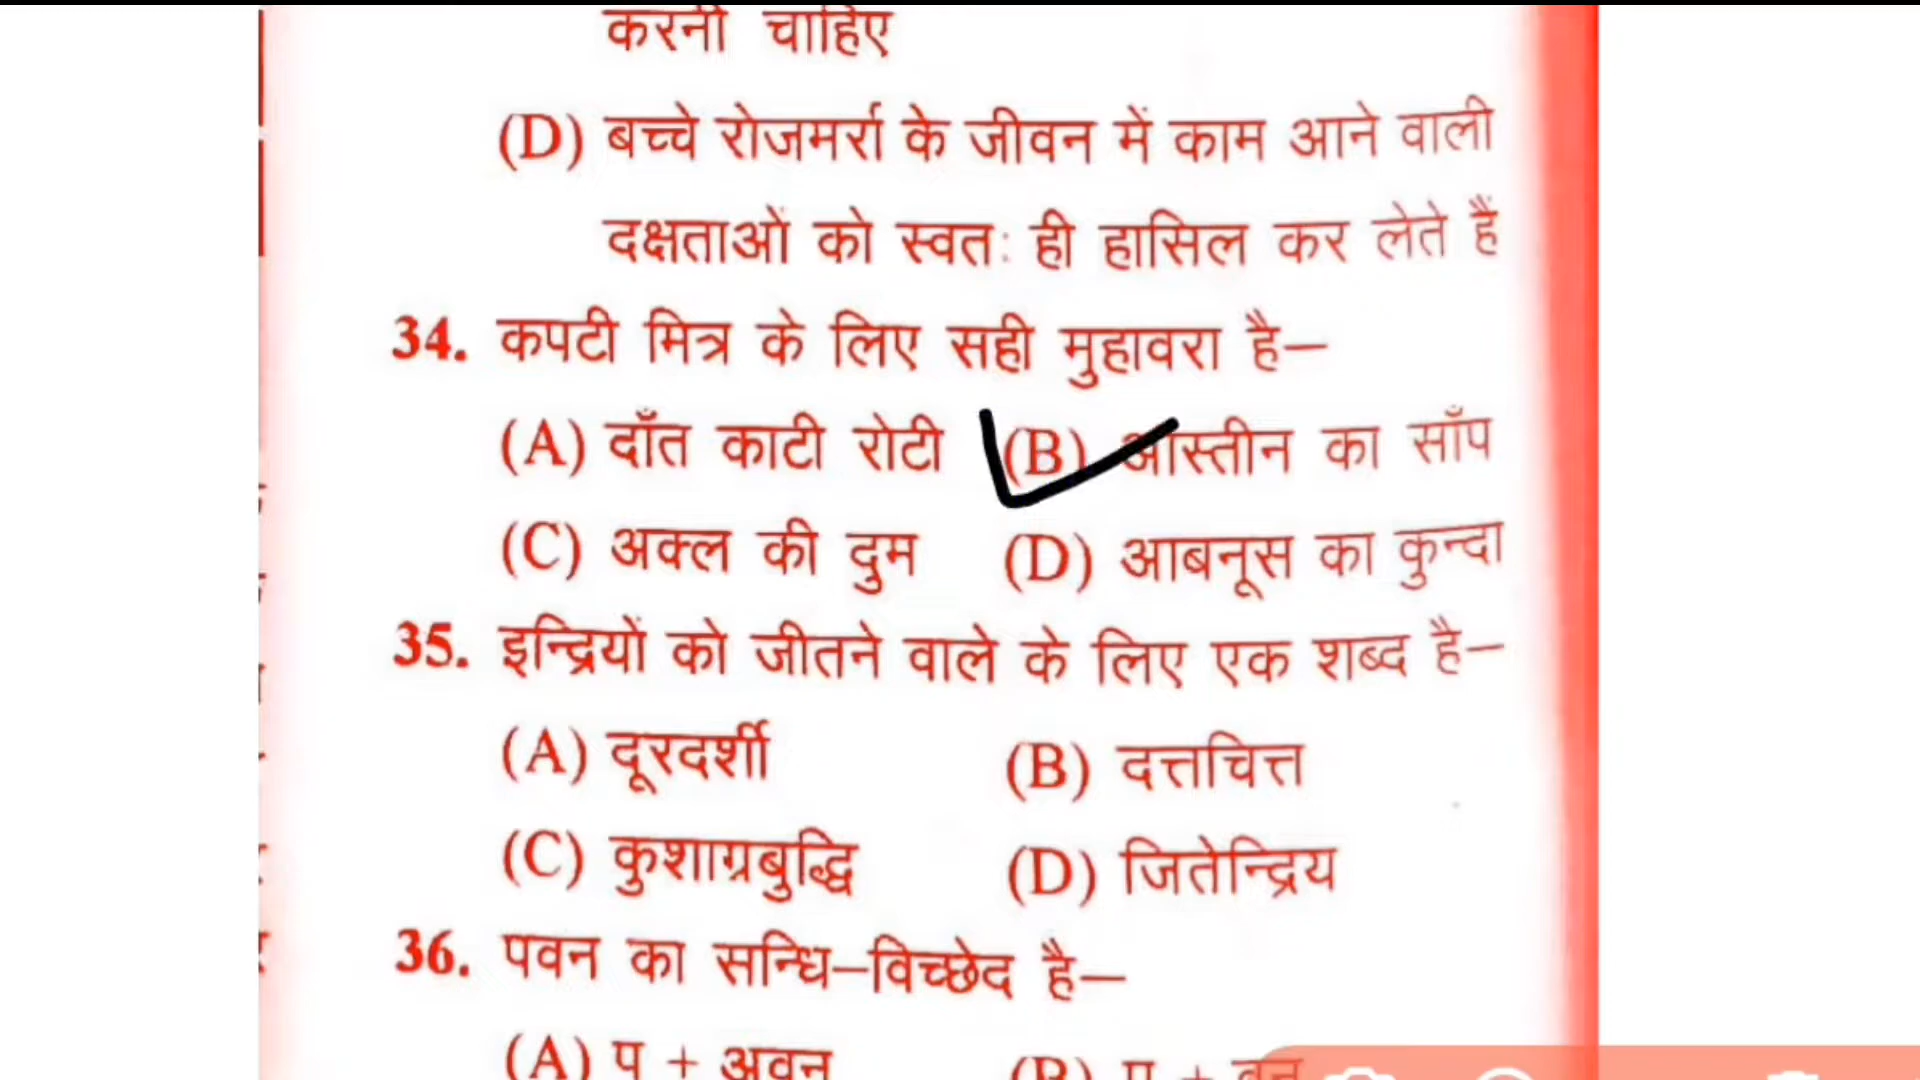 करनी चाहिए
(D) बच्चे रोजमर्रा के जीवन में काम आने वाली
दक्षताओं को स्वतः ही हासिल कर लेते हैं
34. कपटी मित्र के लिए सही मुहावरा है–
(A) दाँत काटी रोटी (B) आस्तीन का साँप
(C) अक्ल की दुम (D) आबनूस का कुन्दा
35. इन्द्रियों को जीतने वाले के लिए एक शब्द है–
(A) दूरदर्शी (B) दत्तचित्त
(C) कुशाग्रबुद्धि (D) जितेन्द्रिय
36. पवन का सन्धि–विच्छेद है–
(A) प + अवन (B) प + वन